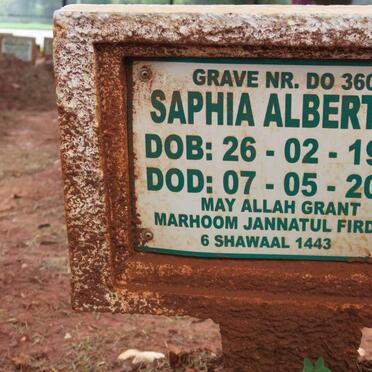 GRAVE NR. DO 360
SAPHIA ALBERT
DOB: 26 - 02 - 19
DOD: 07 - 05 - 20
MAY ALLAH GRANT
MARHOOM JANNATUL FIRD
6 SHAWAAL 1443